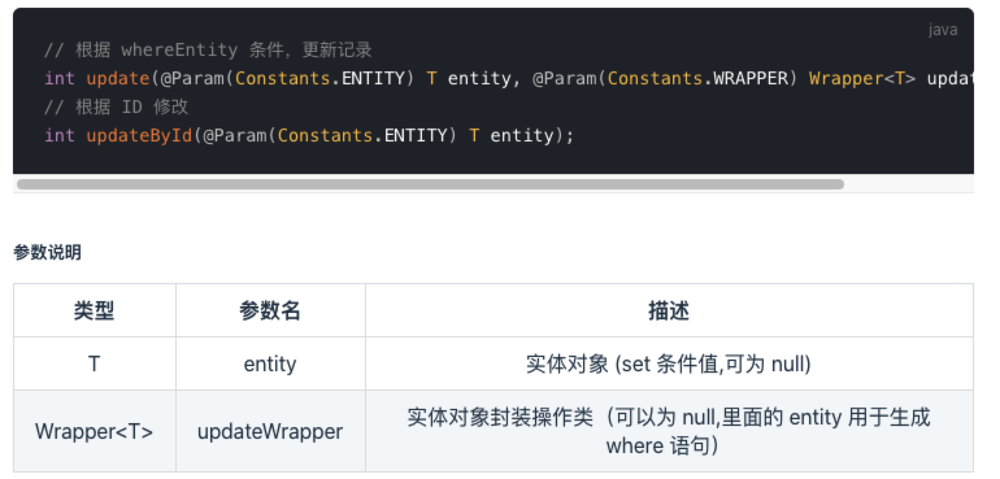 java
// 根据 whereEntity 条件，更新记录
int update(@Param(Constants.ENTITY) T entity, @Param(Constants.WRAPPER) Wrapper<T> updat
// 根据 ID 修改
int updateById(@Param(Constants.ENTITY) T entity);
参数说明
类型 参数名 描述
T entity 实体对象 (set 条件值,可为 null)
Wrapper<T> updateWrapper 实体对象封装操作类（可以为 null,里面的 entity 用于生成
where 语句）